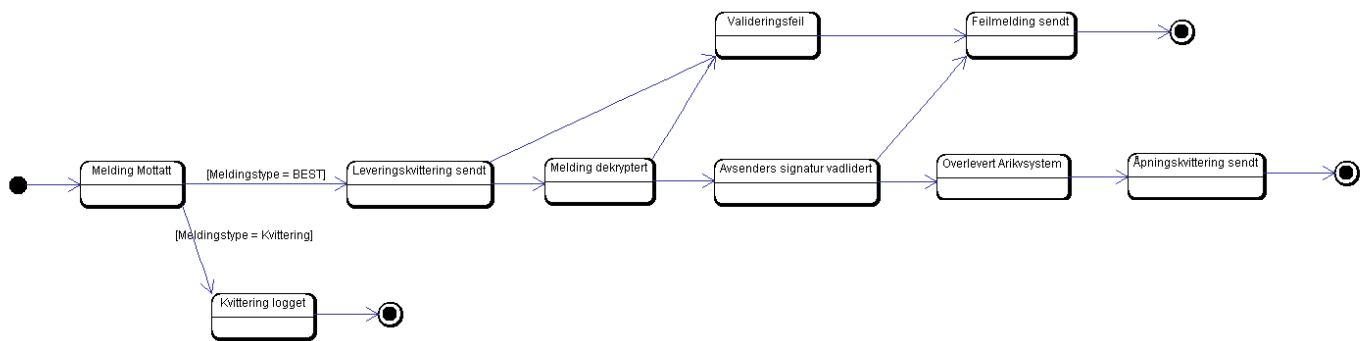 Valideringsfeil
Feilmelding sendt
Melding Mottatt
[Meldingstype = BEST]
Leveringskvittering sendt
Melding dekryptert
Avsenders signatur vadlidert
Overlevert Arikvsystem
Åpningskvittering sendt
[Meldingstype = Kvittering]
Kvittering logget